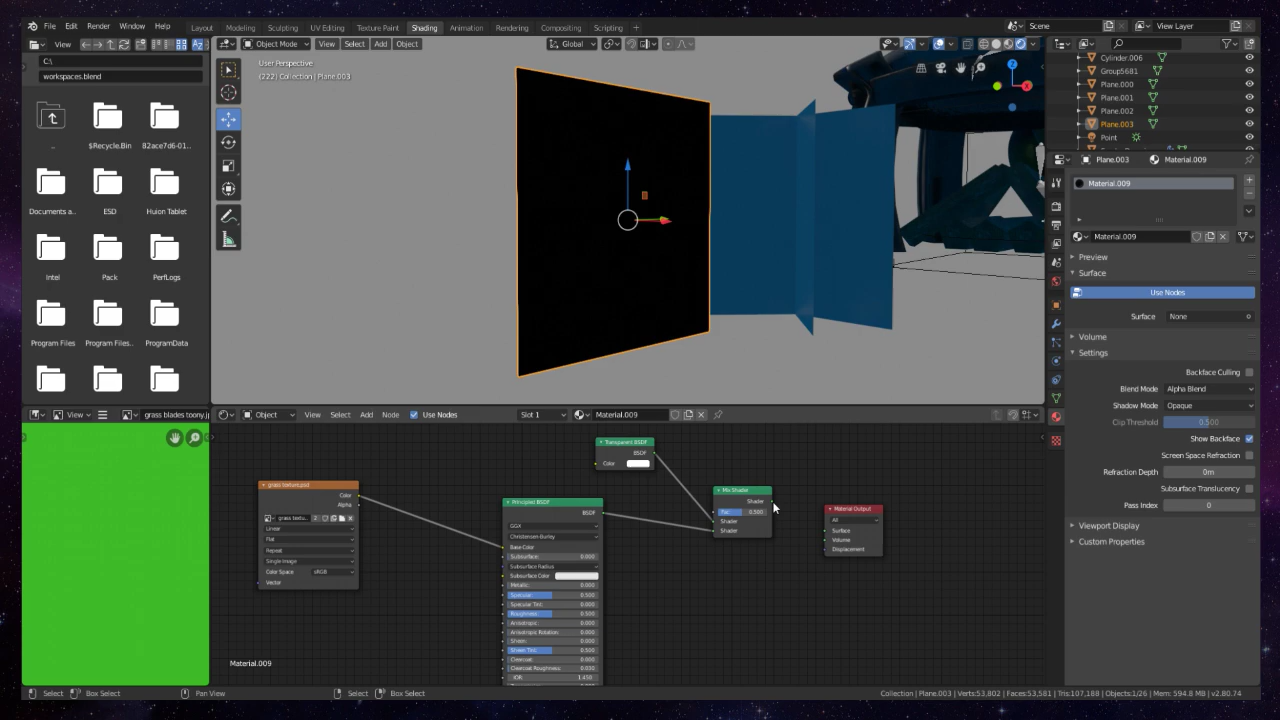 File Edit Render Window Help
Layout Modeling Sculpting UV Editing Texture Paint Shading Animation Rendering Compositing Scripting +
Scene
View Layer
View
Object Mode View Select Add Object
Global
C:\
workspaces.blend
..
$Recycle.Bin
82ace7d6-01...
Documents a..
ESD
Huion Tablet
Intel
Pack
PerfLogs
Program Files
Program Files..
ProgramData
User Perspective
(222) Collection | Plane.003
Z
X
Cylinder.006
Group5681
Plane.000
Plane.001
Plane.002
Plane.003
Point
Plane.003 Material.009
Material.009
Material.009
Preview
Surface
Use Nodes
Surface None
Volume
Settings
Backface Culling
Blend Mode Alpha Blend
Shadow Mode Opaque
Clip Threshold 0.500
Show Backface
Screen Space Refraction
Refraction Depth 0m
Subsurface Translucency
Pass Index 0
Viewport Display
Custom Properties
View grass blades toony.j
Object View Select Add Node Use Nodes Slot 1 Material.009
grass texture.psd
Color
Alpha
grass textu.. 2
Linear
Flat
Repeat
Single Image
Color Space sRGB
Vector
Transparent BSDF
BSDF
Color
Principled BSDF
BSDF
GGX
Christensen-Burley
Base Color
Subsurface: 0.000
Subsurface Radius
Subsurface Color
Metallic: 0.000
Specular: 0.500
Specular Tint: 0.000
Roughness: 0.500
Anisotropic: 0.000
Anisotropic Rotation: 0.000
Sheen: 0.000
Sheen Tint: 0.500
Clearcoat: 0.000
Clearcoat Roughness: 0.030
IOR: 1.450
Mix Shader
Shader
Fac: 0.500
Shader
Shader
Material Output
All
Surface
Volume
Displacement
Material.009
Select Box Select Pan View Select Box Select
Collection | Plane.003 | Verts:53,802 | Faces:53,581 | Tris:107,188 | Objects:1/26 | Mem: 594.8 MB | v2.80.74